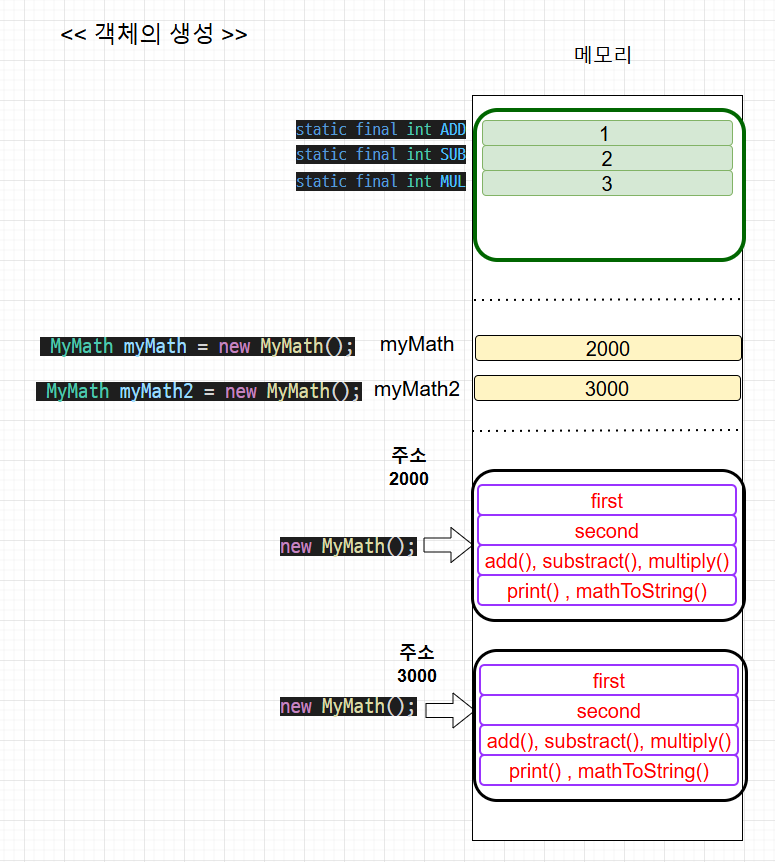 << 객체의 생성 >>
메모리
static final int ADD 1
static final int SUB 2
static final int MUL 3
MyMath myMath = new MyMath(); myMath 2000
MyMath myMath2 = new MyMath(); myMath2 3000
주소
2000
first
second
new MyMath(); add(), substract(), multiply()
print() , mathToString()
주소
3000
first
new MyMath(); second
add(), substract(), multiply()
print() , mathToString()